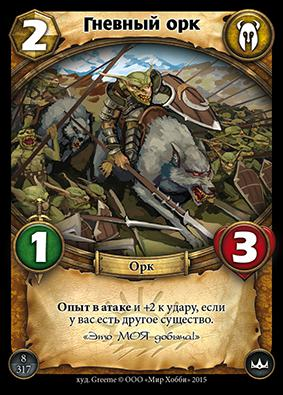 2
Гневный орк
1
3
Орк
Опыт в атаке и +2 к удару, если
у вас есть другое существо.
«Это МОЯ добыча!»
8
317
худ. Greeme © ООО «Мир Хобби» 2015